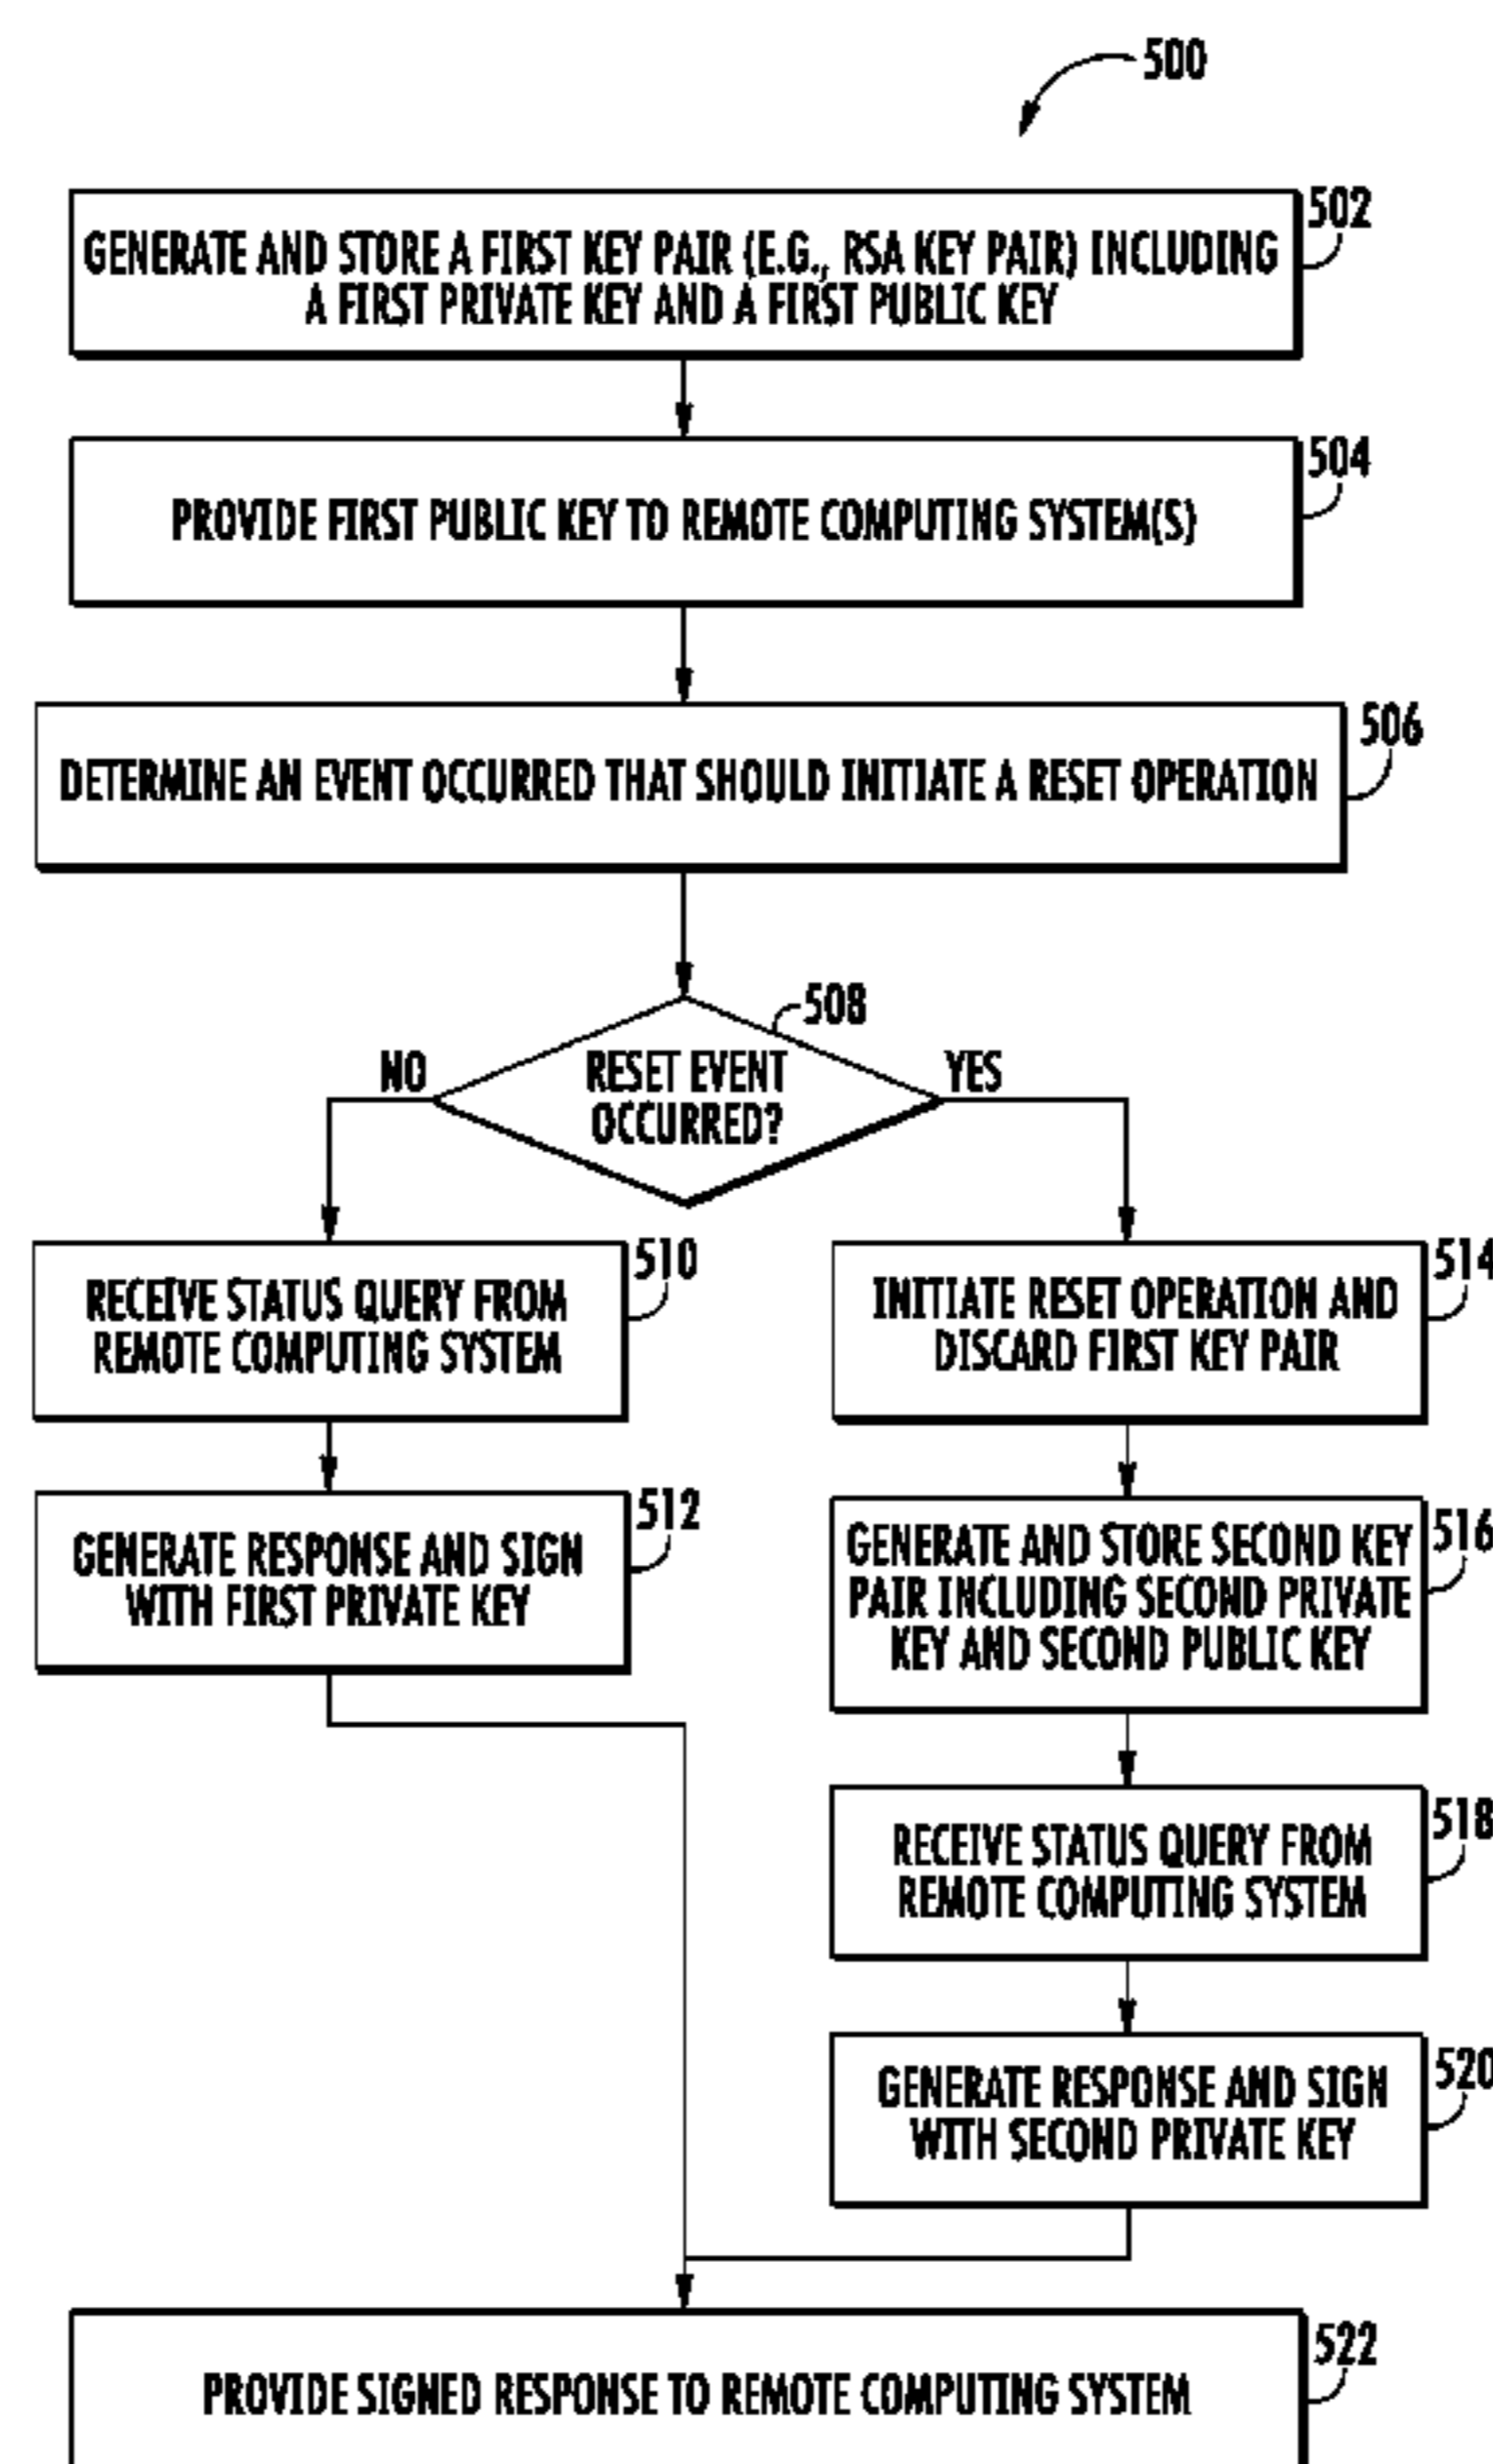 500
502
GENERATE AND STORE A FIRST KEY PAIR (E.G., RSA KEY PAIR) INCLUDING
A FIRST PRIVATE KEY AND A FIRST PUBLIC KEY
504
PROVIDE FIRST PUBLIC KEY TO REMOTE COMPUTING SYSTEM(S)
506
DETERMINE AN EVENT OCCURRED THAT SHOULD INITIATE A RESET OPERATION
508
NO
RESET EVENT
OCCURRED?
YES
510
RECEIVE STATUS QUERY FROM
REMOTE COMPUTING SYSTEM
514
INITIATE RESET OPERATION AND
DISCARD FIRST KEY PAIR
512
GENERATE RESPONSE AND SIGN
WITH FIRST PRIVATE KEY
516
GENERATE AND STORE SECOND KEY
PAIR INCLUDING SECOND PRIVATE
KEY AND SECOND PUBLIC KEY
518
RECEIVE STATUS QUERY FROM
REMOTE COMPUTING SYSTEM
520
GENERATE RESPONSE AND SIGN
WITH SECOND PRIVATE KEY
522
PROVIDE SIGNED RESPONSE TO REMOTE COMPUTING SYSTEM